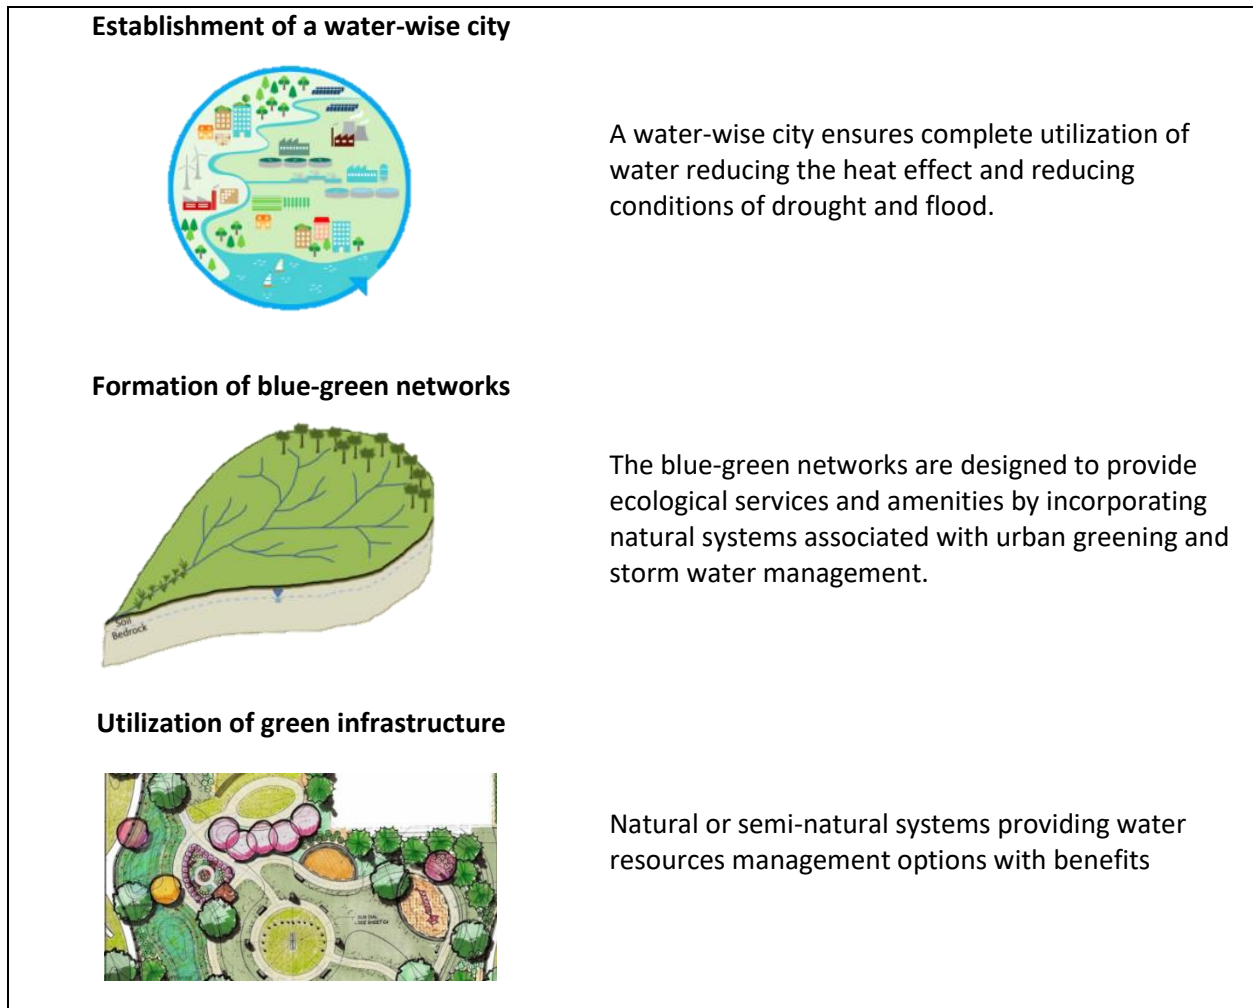 Establishment of a water-wise city
A water-wise city ensures complete utilization of
water reducing the heat effect and reducing
conditions of drought and flood.
Formation of blue-green networks
The blue-green networks are designed to provide
ecological services and amenities by incorporating
natural systems associated with urban greening and
storm water management.
Soil
Bedrock
Utilization of green infrastructure
Natural or semi-natural systems providing water
resources management options with benefits
SUN DIAL